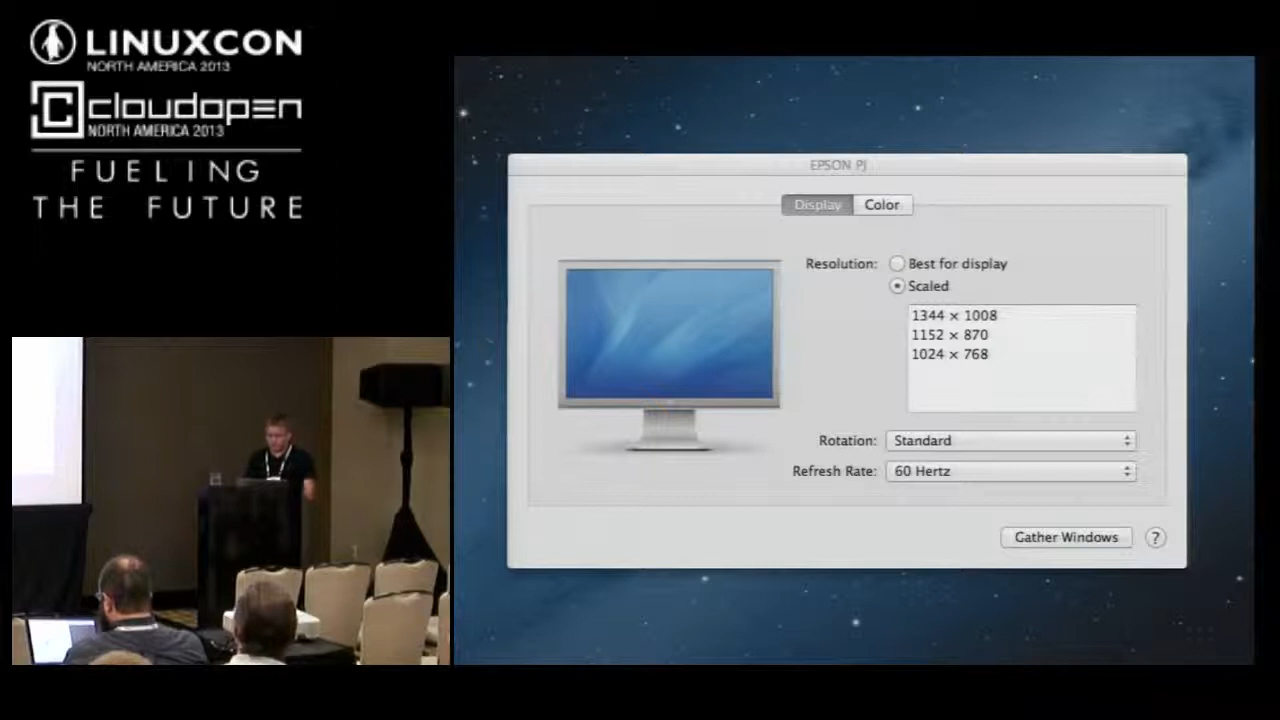 LINUXCON
NORTH AMERICA 2013
cloudopen
NORTH AMERICA 2013
FUELING
THE FUTURE
EPSON PJ
Display Color
Resolution: Best for display
Scaled
1344 × 1008
1152 × 870
1024 × 768
Rotation: Standard
Refresh Rate: 60 Hertz
Gather Windows ?